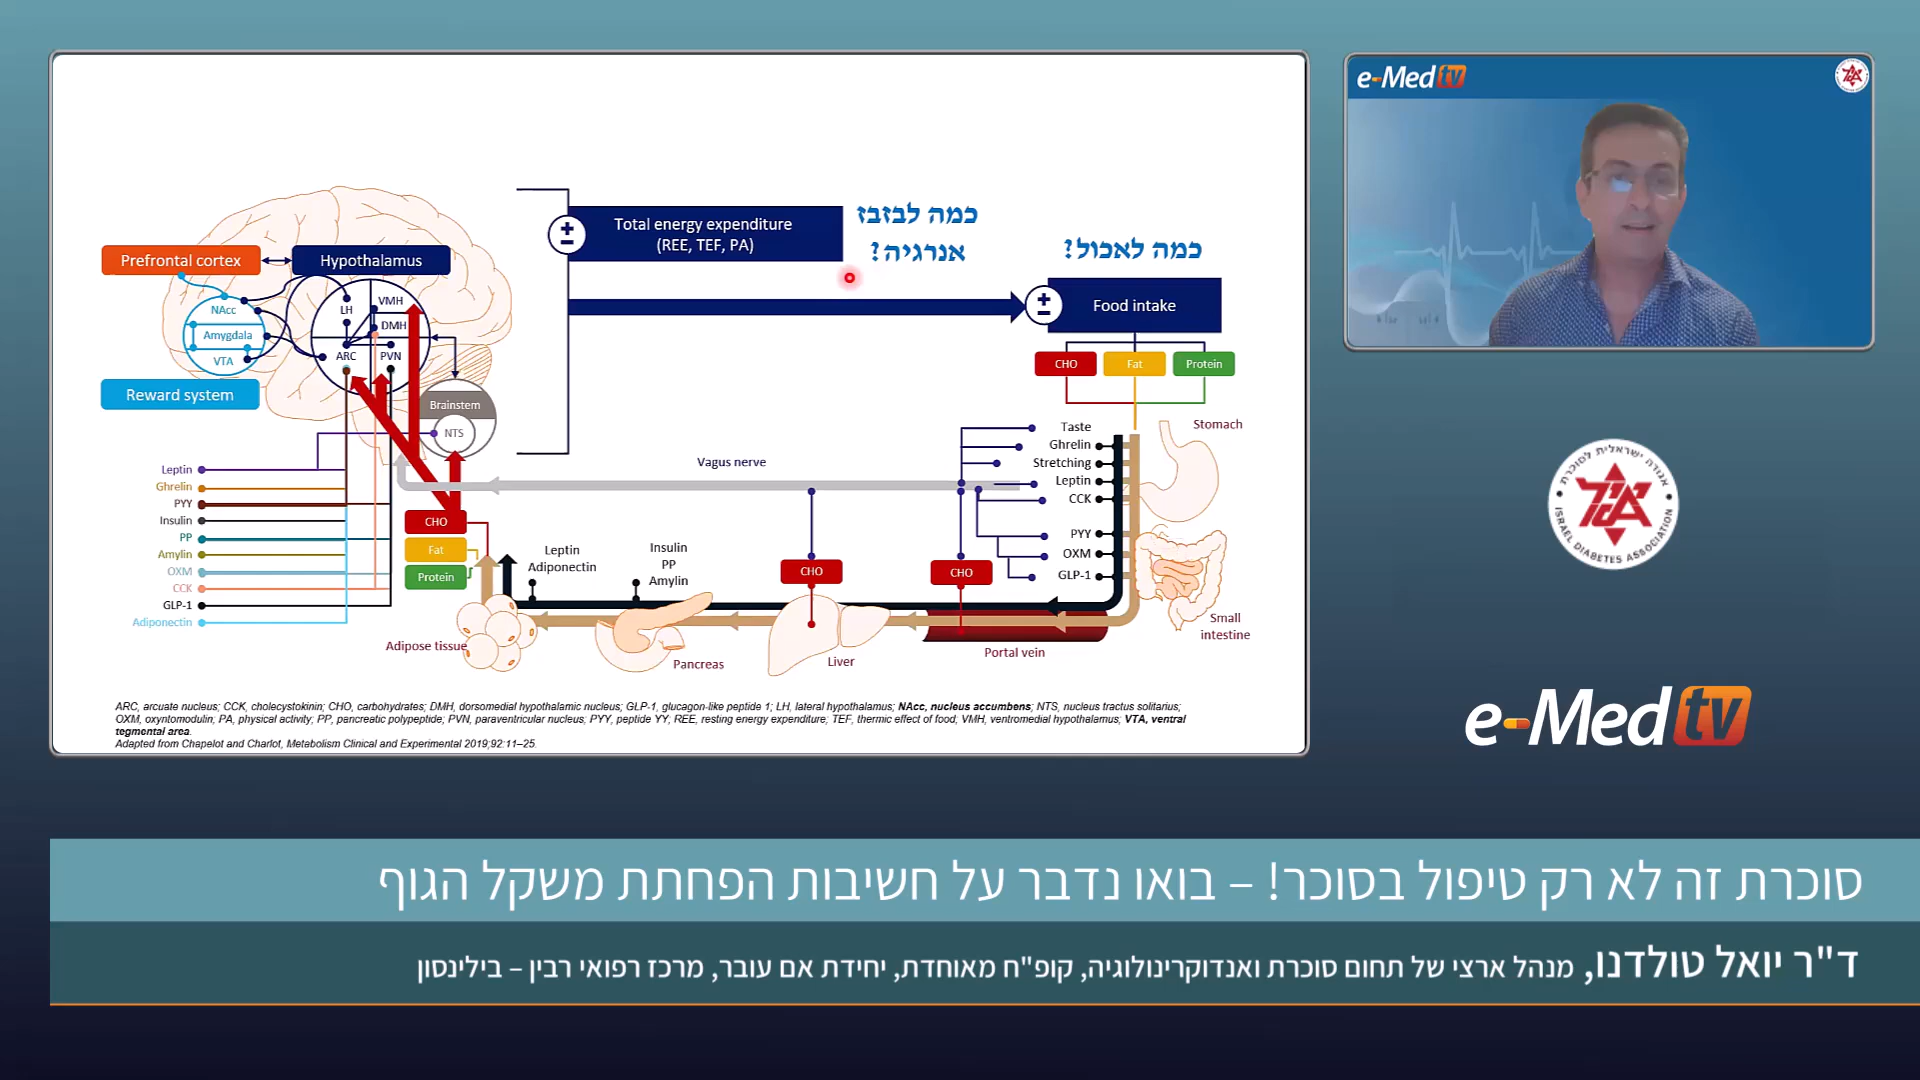 Total energy expenditure
(REE, TEF, PA)
כמה לבזבז
אנרגיה?
כמה לאכול?
Food intake
CHO
Fat
Protein
Prefrontal cortex
Hypothalamus
NAcc
Amygdala
VTA
Reward system
LH
VMH
DMH
ARC
PVN
Brainstem
NTS
Vagus nerve
Leptin
Ghrelin
PYY
Insulin
PP
Amylin
OXM
CCK
GLP-1
Adiponectin
CHO
Fat
Protein
Leptin
Adiponectin
Insulin
PP
Amylin
CHO
CHO
Taste
Ghrelin
Stretching
Leptin
CCK
PYY
OXM
GLP-1
Stomach
Small
intestine
Adipose tissue
Pancreas
Liver
Portal vein
ARC, arcuate nucleus; CCK, cholecystokinin; CHO, carbohydrates; DMH, dorsomedial hypothalamic nucleus; GLP-1, glucagon-like peptide 1; LH, lateral hypothalamus; NAcc, nucleus accumbens; NTS, nucleus tractus solitarius;
OXM, oxyntomodulin; PA, physical activity; PP, pancreatic polypeptide; PVN, paraventricular nucleus; PYY, peptide YY; REE, resting energy expenditure; TEF, thermic effect of food; VMH, ventromedial hypothalamus; VTA, ventral
tegmental area.
Adapted from Chapelot and Charlot, Metabolism Clinical and Experimental 2019;92:11–25.
e-Med tv
אגודה ישראלית לסוכרת
ISRAEL DIABETES ASSOCIATION
e-Med tv
סוכרת זה לא רק טיפול בסוכר! – בואו נדבר על חשיבות הפחתת משקל הגוף
ד"ר יואל טולדנו, מנהל ארצי של תחום סוכרת ואנדוקרינולוגיה, קופ"ח מאוחדת, יחידת אם עובר, מרכז רפואי רבין – בילינסון